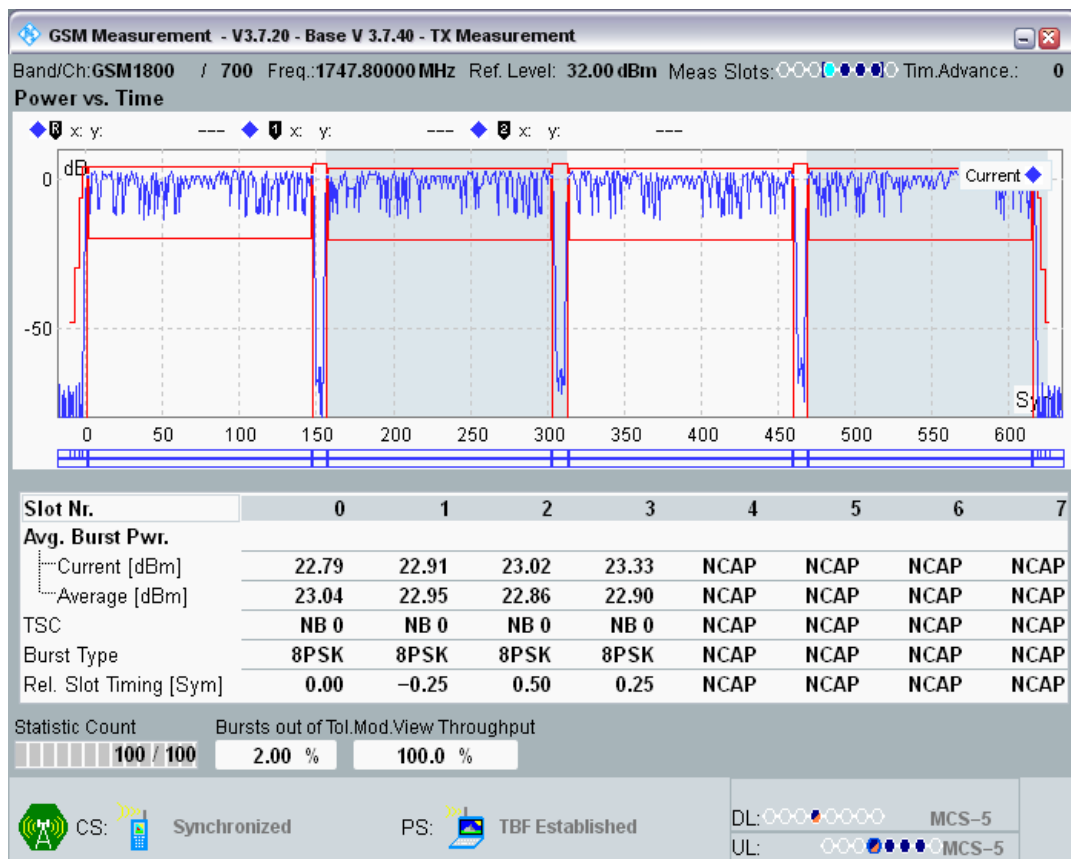 GSM Measurement - V3.7.20 - Base V 3.7.40 - TX Measurement
Band/Ch:GSM1800 / 700 Freq.:1747.80000 MHz Ref. Level: 32.00 dBm Meas Slots: Tim.Advance.: 0
Power vs. Time
R x: y: --- 1 x: y: --- 2 x: y: ---
dB
Current
0
-50
0 50 100 150 200 250 300 350 400 450 500 550 600
Slot Nr. 0 1 2 3 4 5 6 7
Avg. Burst Pwr.
Current [dBm] 22.79 22.91 23.02 23.33 NCAP NCAP NCAP NCAP
Average [dBm] 23.04 22.95 22.86 22.90 NCAP NCAP NCAP NCAP
TSC NB 0 NB 0 NB 0 NB 0 NCAP NCAP NCAP NCAP
Burst Type 8PSK 8PSK 8PSK 8PSK NCAP NCAP NCAP NCAP
Rel. Slot Timing [Sym] 0.00 −0.25 0.50 0.25 NCAP NCAP NCAP NCAP
Statistic Count Bursts out of Tol. Mod.View Throughput
100 / 100 2.00 % 100.0 %
CS: Synchronized PS: TBF Established
DL: MCS−5
UL: MCS−5